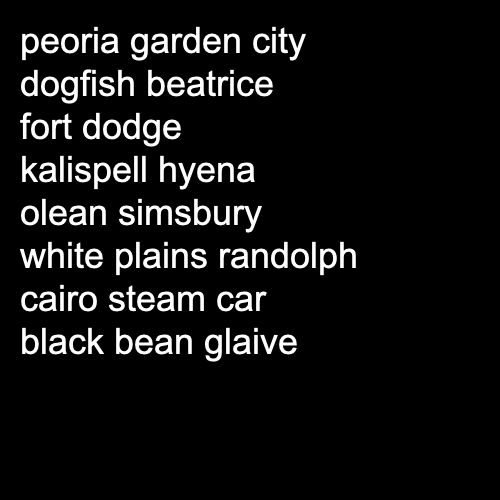 peoria garden city
dogfish beatrice
fort dodge
kalispell hyena
olean simsbury
white plains randolph
cairo steam car
black bean glaive